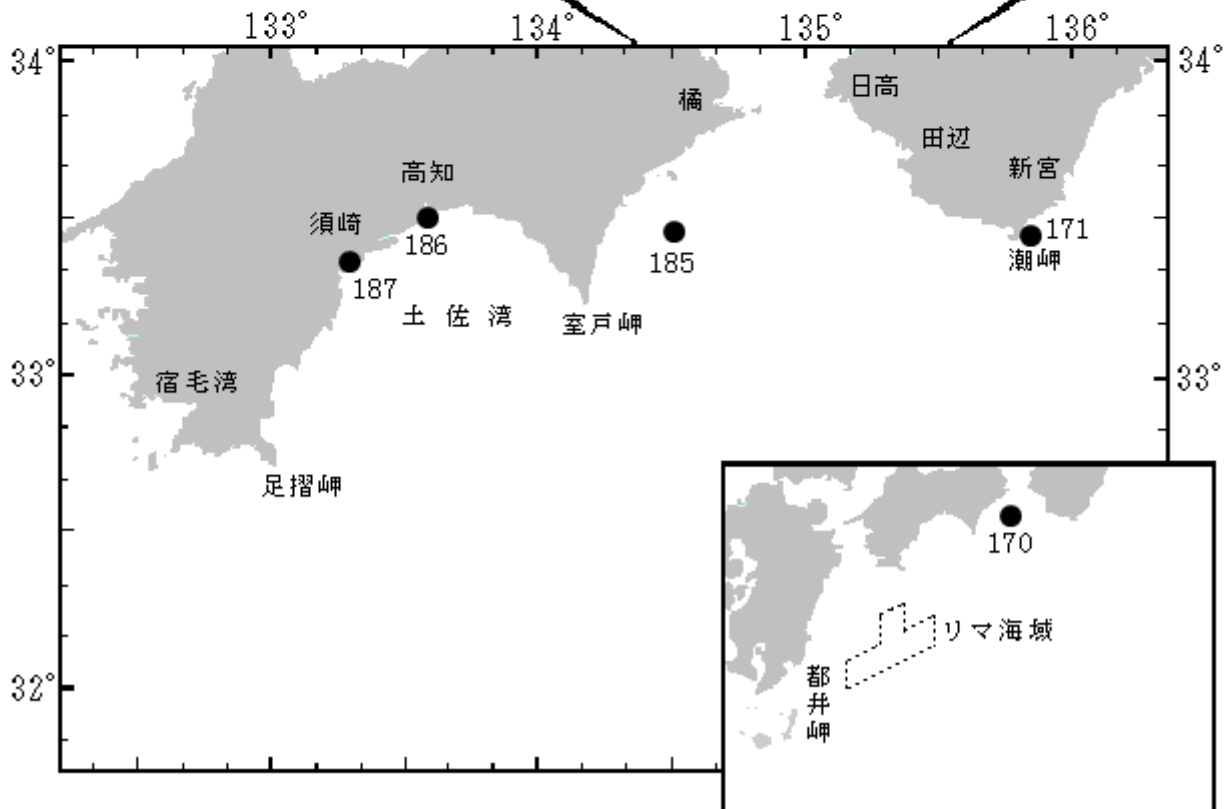 133° 134° 135° 136°
34° 34°
日高
橘
田辺
新宮
高知
須崎
186
171
185
潮岬
187
土佐湾
室戸岬
33° 33°
宿毛湾
足摺岬
170
リマ海域
32°
都井岬